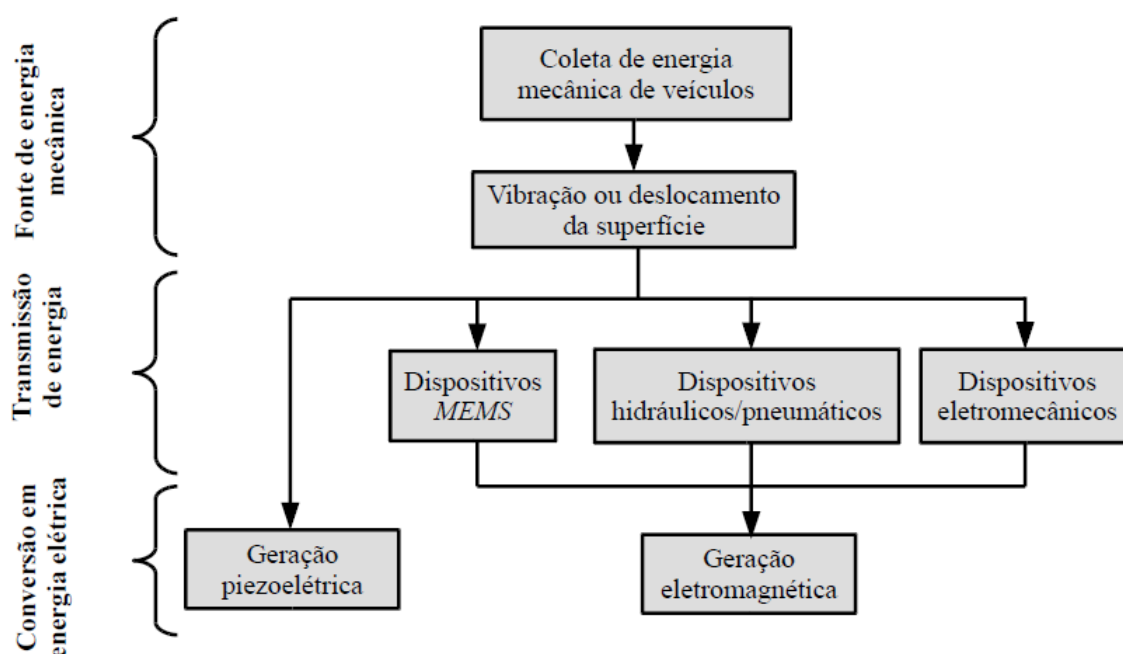 Fonte de energia
mecânica
Coleta de energia
mecânica de veículos
Vibração ou deslocamento
da superfície
Transmissão
de energia
Dispositivos
MEMS
Dispositivos
hidráulicos/pneumáticos
Dispositivos
eletromecânicos
Conversão em
energia elétrica
Geração
piezoelétrica
Geração
eletromagnética